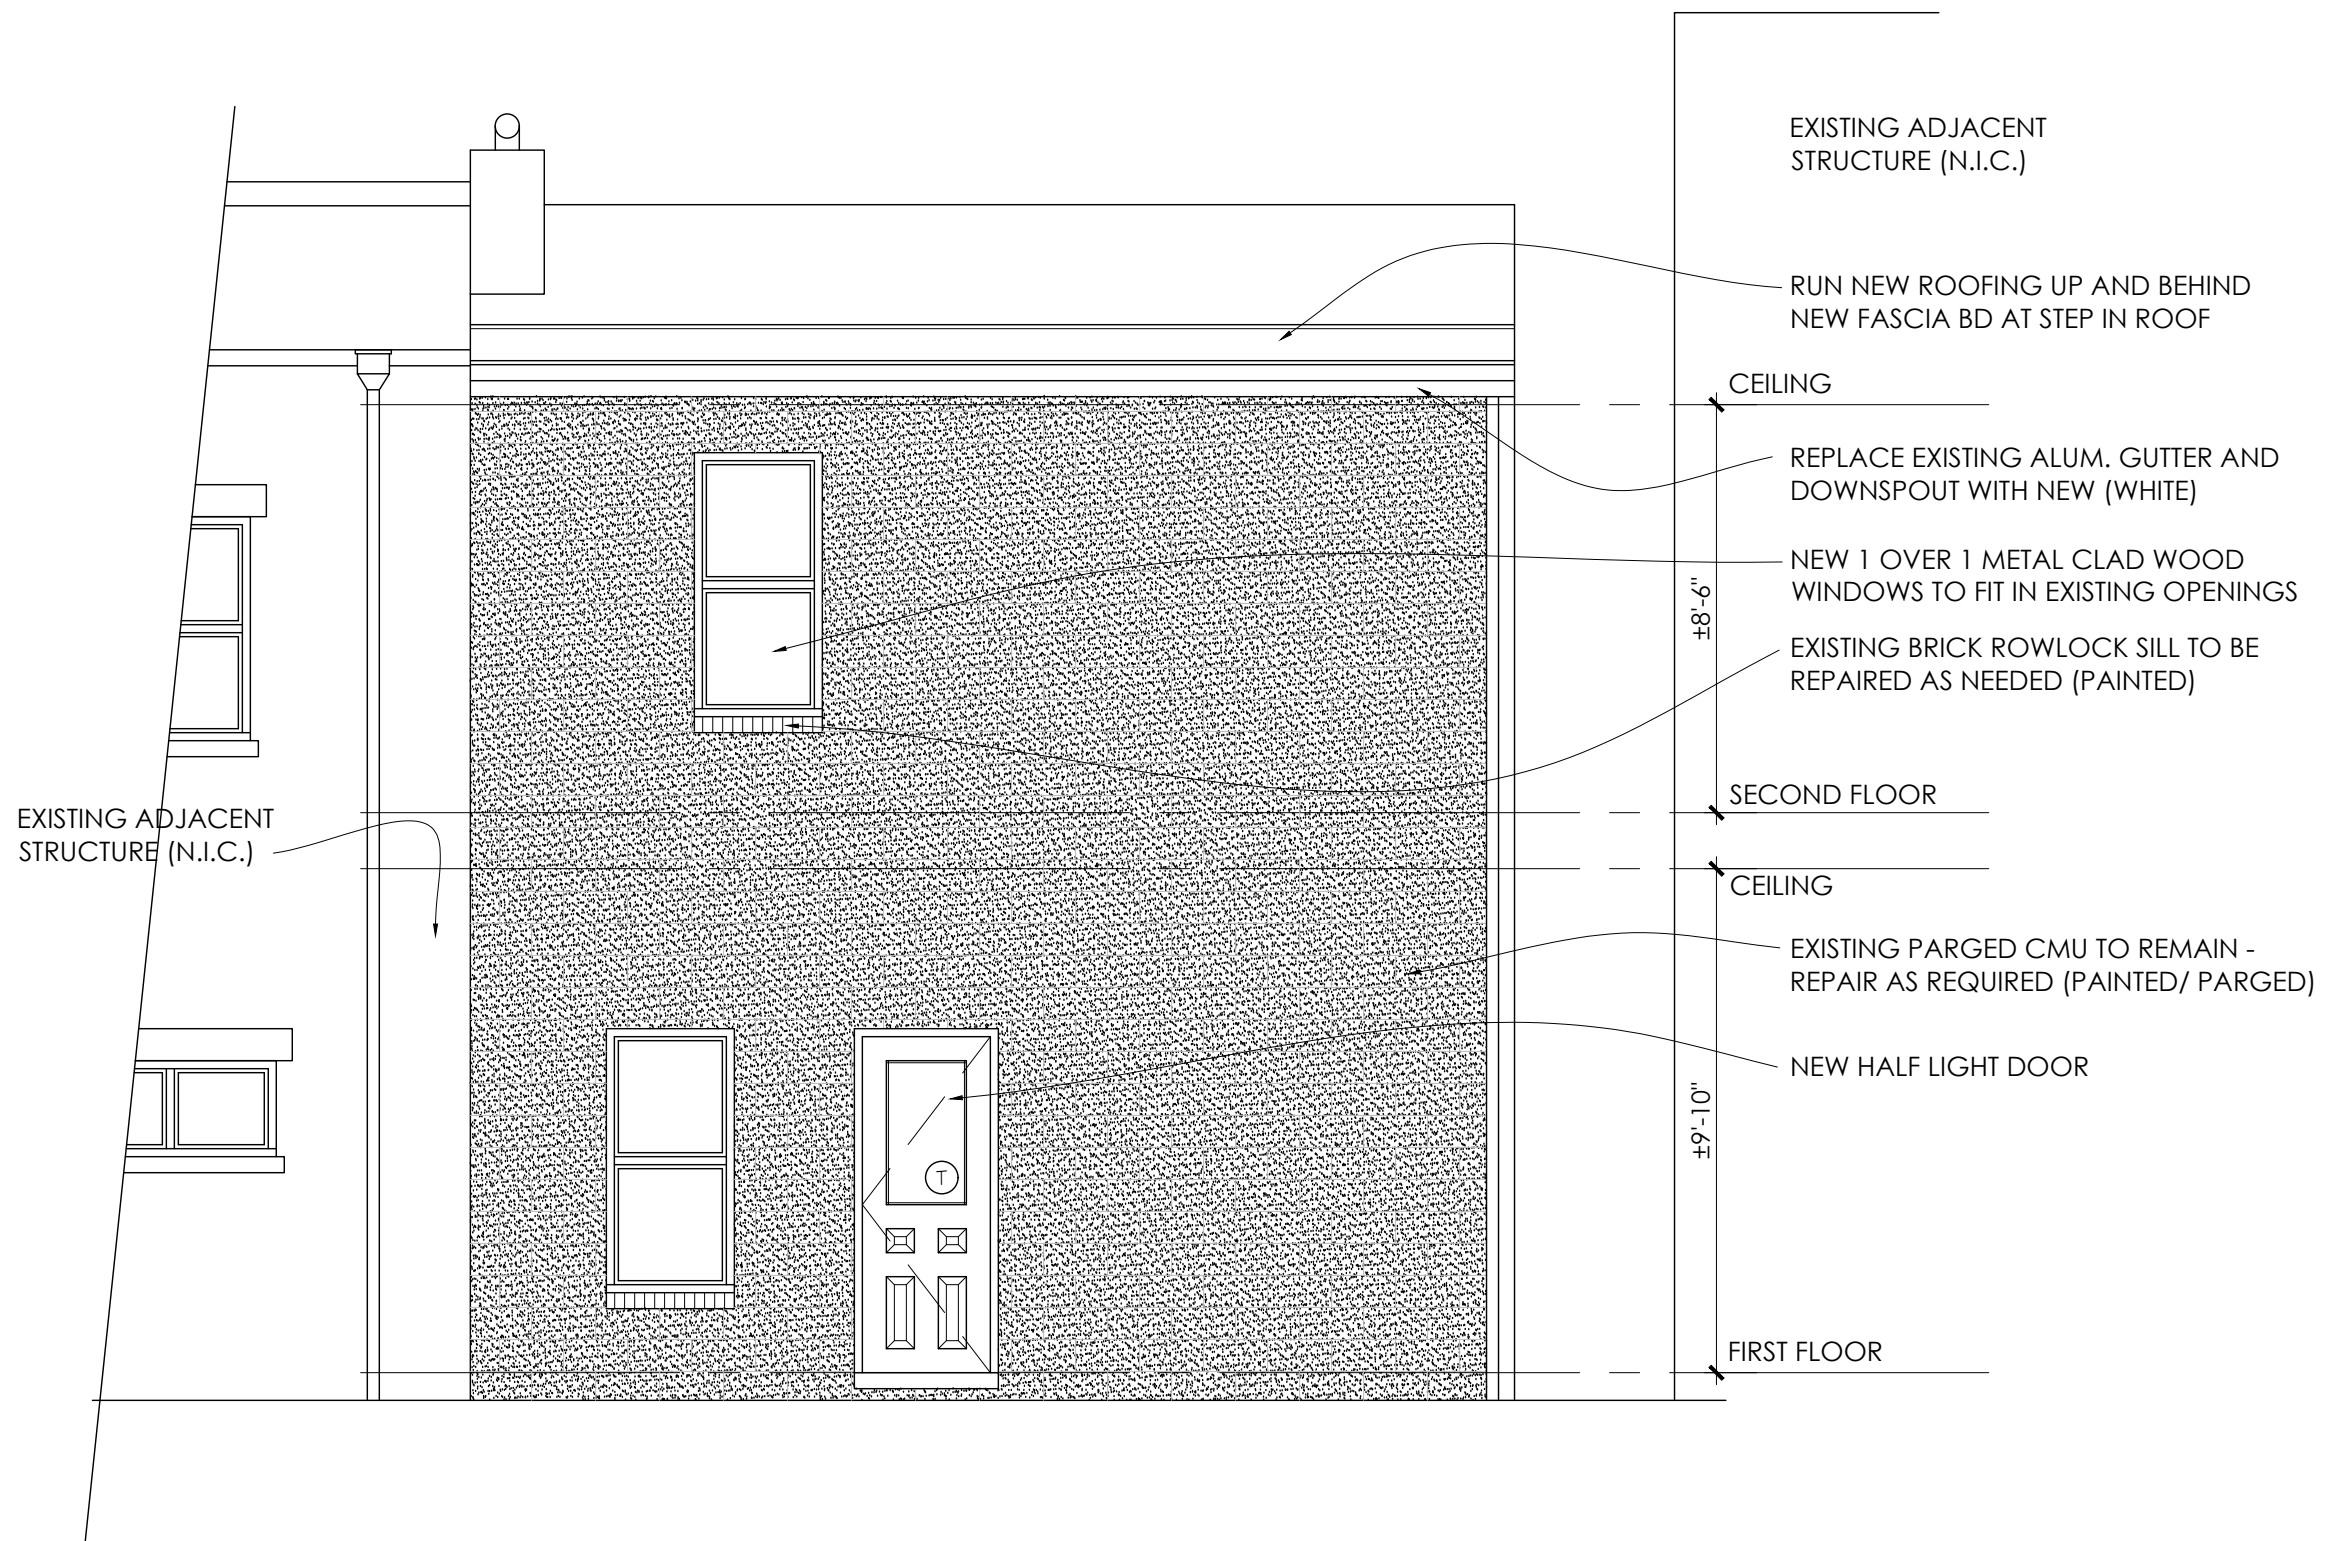 EXISTING ADJACENT
STRUCTURE (N.I.C.)
RUN NEW ROOFING UP AND BEHIND
NEW FASCIA BD AT STEP IN ROOF
CEILING
REPLACE EXISTING ALUM. GUTTER AND
DOWNSPOUT WITH NEW (WHITE)
NEW 1 OVER 1 METAL CLAD WOOD
WINDOWS TO FIT IN EXISTING OPENINGS
±8'-6"
EXISTING BRICK ROWLOCK SILL TO BE
REPAIRED AS NEEDED (PAINTED)
SECOND FLOOR
EXISTING ADJACENT
STRUCTURE (N.I.C.)
CEILING
EXISTING PARGED CMU TO REMAIN -
REPAIR AS REQUIRED (PAINTED/ PARGED)
NEW HALF LIGHT DOOR
±9'-10"
T
FIRST FLOOR